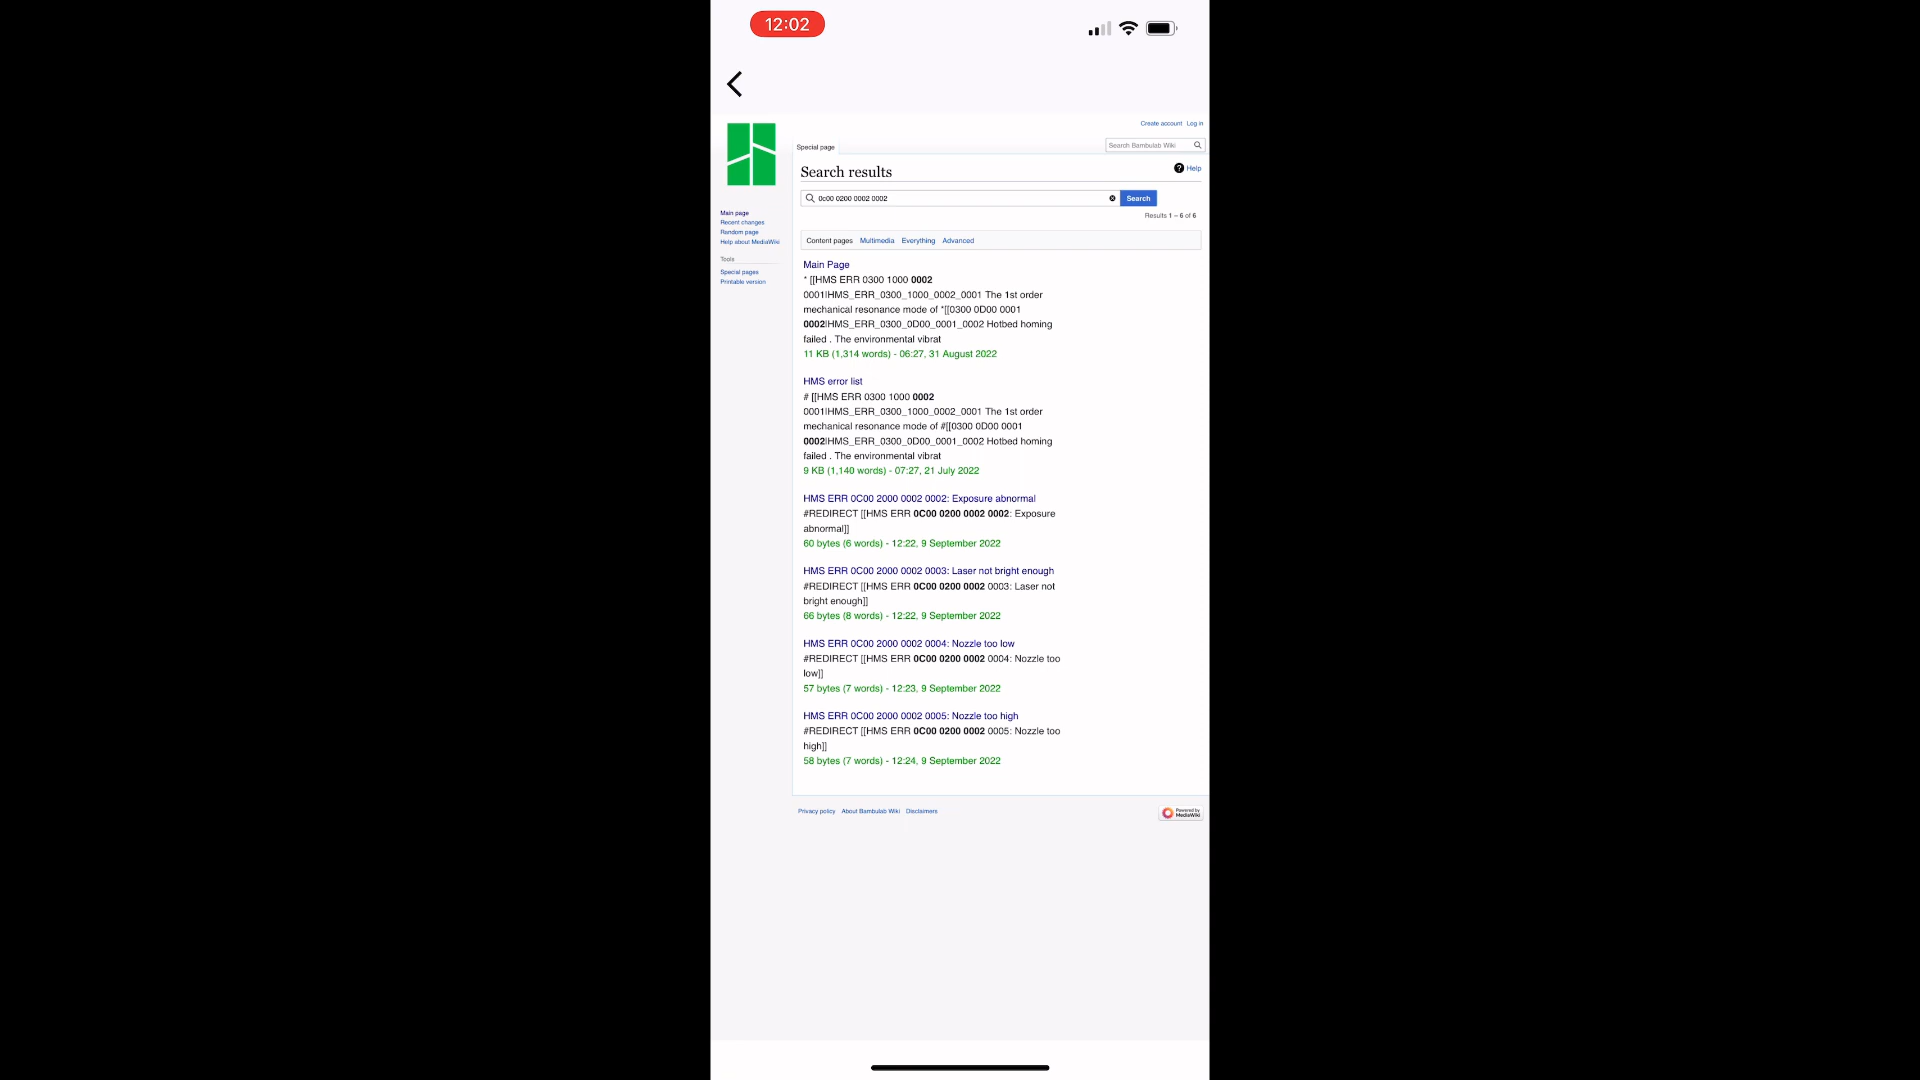 12:02
Create account Log in
Special page
Search Bambulab Wiki
Search results
Help
0c00 0200 0002 0002
Search
Results 1 – 6 of 6
Main page
Recent changes
Random page
Help about MediaWiki
Tools
Special pages
Printable version
Content pages Multimedia Everything Advanced
Main Page
* [[HMS ERR 0300 1000 0002
0001|HMS_ERR_0300_1000_0002_0001 The 1st order
mechanical resonance mode of *[[0300 0D00 0001
0002|HMS_ERR_0300_0D00_0001_0002 Hotbed homing
failed . The environmental vibrat
11 KB (1,314 words) - 06:27, 31 August 2022
HMS error list
# [[HMS ERR 0300 1000 0002
0001|HMS_ERR_0300_1000_0002_0001 The 1st order
mechanical resonance mode of #[[0300 0D00 0001
0002|HMS_ERR_0300_0D00_0001_0002 Hotbed homing
failed . The environmental vibrat
9 KB (1,140 words) - 07:27, 21 July 2022
HMS ERR 0C00 2000 0002 0002: Exposure abnormal
#REDIRECT [[HMS ERR 0C00 0200 0002 0002: Exposure
abnormal]]
60 bytes (6 words) - 12:22, 9 September 2022
HMS ERR 0C00 2000 0002 0003: Laser not bright enough
#REDIRECT [[HMS ERR 0C00 0200 0002 0003: Laser not
bright enough]]
66 bytes (8 words) - 12:22, 9 September 2022
HMS ERR 0C00 2000 0002 0004: Nozzle too low
#REDIRECT [[HMS ERR 0C00 0200 0002 0004: Nozzle too
low]]
57 bytes (7 words) - 12:23, 9 September 2022
HMS ERR 0C00 2000 0002 0005: Nozzle too high
#REDIRECT [[HMS ERR 0C00 0200 0002 0005: Nozzle too
high]]
58 bytes (7 words) - 12:24, 9 September 2022
Privacy policy About Bambulab Wiki Disclaimers
Powered by
MediaWiki